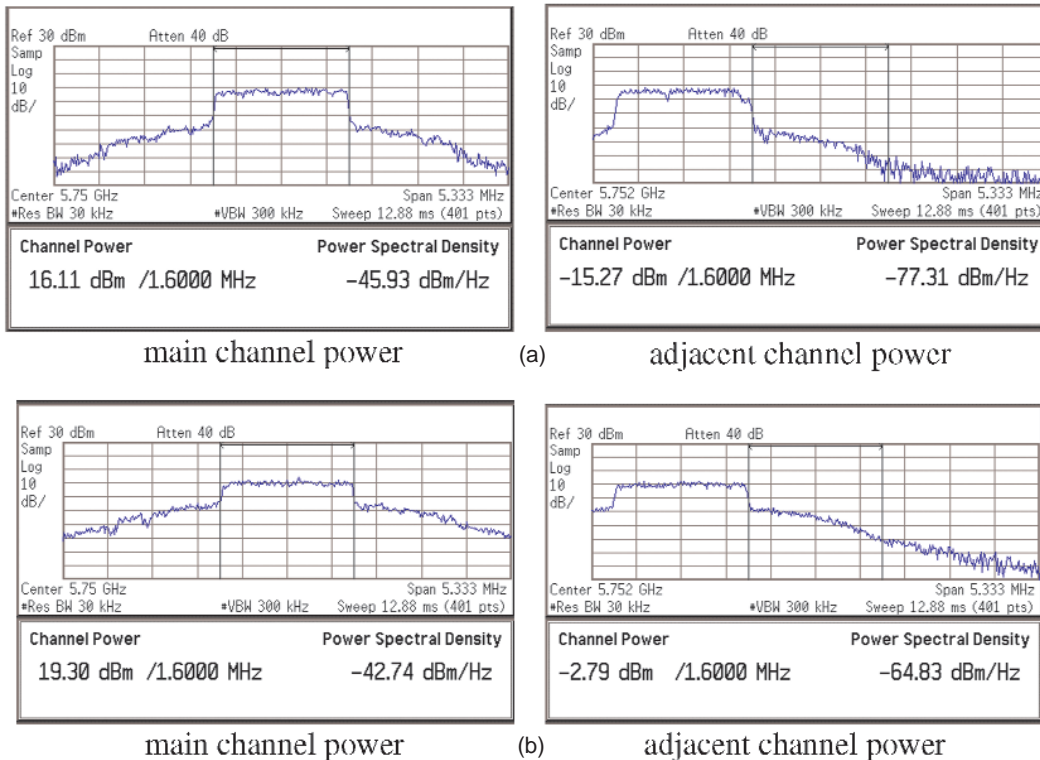 Ref 30 dBm Atten 40 dB
Samp
Log
10
dB/
Center 5.75 GHz Span 5.333 MHz
#Res BW 30 kHz #VBW 300 kHz Sweep 12.88 ms (401 pts)
Channel Power Power Spectral Density
16.11 dBm /1.6000 MHz -45.93 dBm/Hz
Ref 30 dBm Atten 40 dB
Samp
Log
10
dB/
Center 5.752 GHz Span 5.333 MHz
#Res BW 30 kHz #VBW 300 kHz Sweep 12.88 ms (401 pts)
Channel Power Power Spectral Density
-15.27 dBm /1.6000 MHz -77.31 dBm/Hz
main channel power (a) adjacent channel power
Ref 30 dBm Atten 40 dB
Samp
Log
10
dB/
Center 5.75 GHz Span 5.333 MHz
#Res BW 30 kHz #VBW 300 kHz Sweep 12.88 ms (401 pts)
Channel Power Power Spectral Density
19.30 dBm /1.6000 MHz -42.74 dBm/Hz
Ref 30 dBm Atten 40 dB
Samp
Log
10
dB/
Center 5.752 GHz Span 5.333 MHz
#Res BW 30 kHz #VBW 300 kHz Sweep 12.88 ms (401 pts)
Channel Power Power Spectral Density
-2.79 dBm /1.6000 MHz -64.83 dBm/Hz
main channel power (b) adjacent channel power